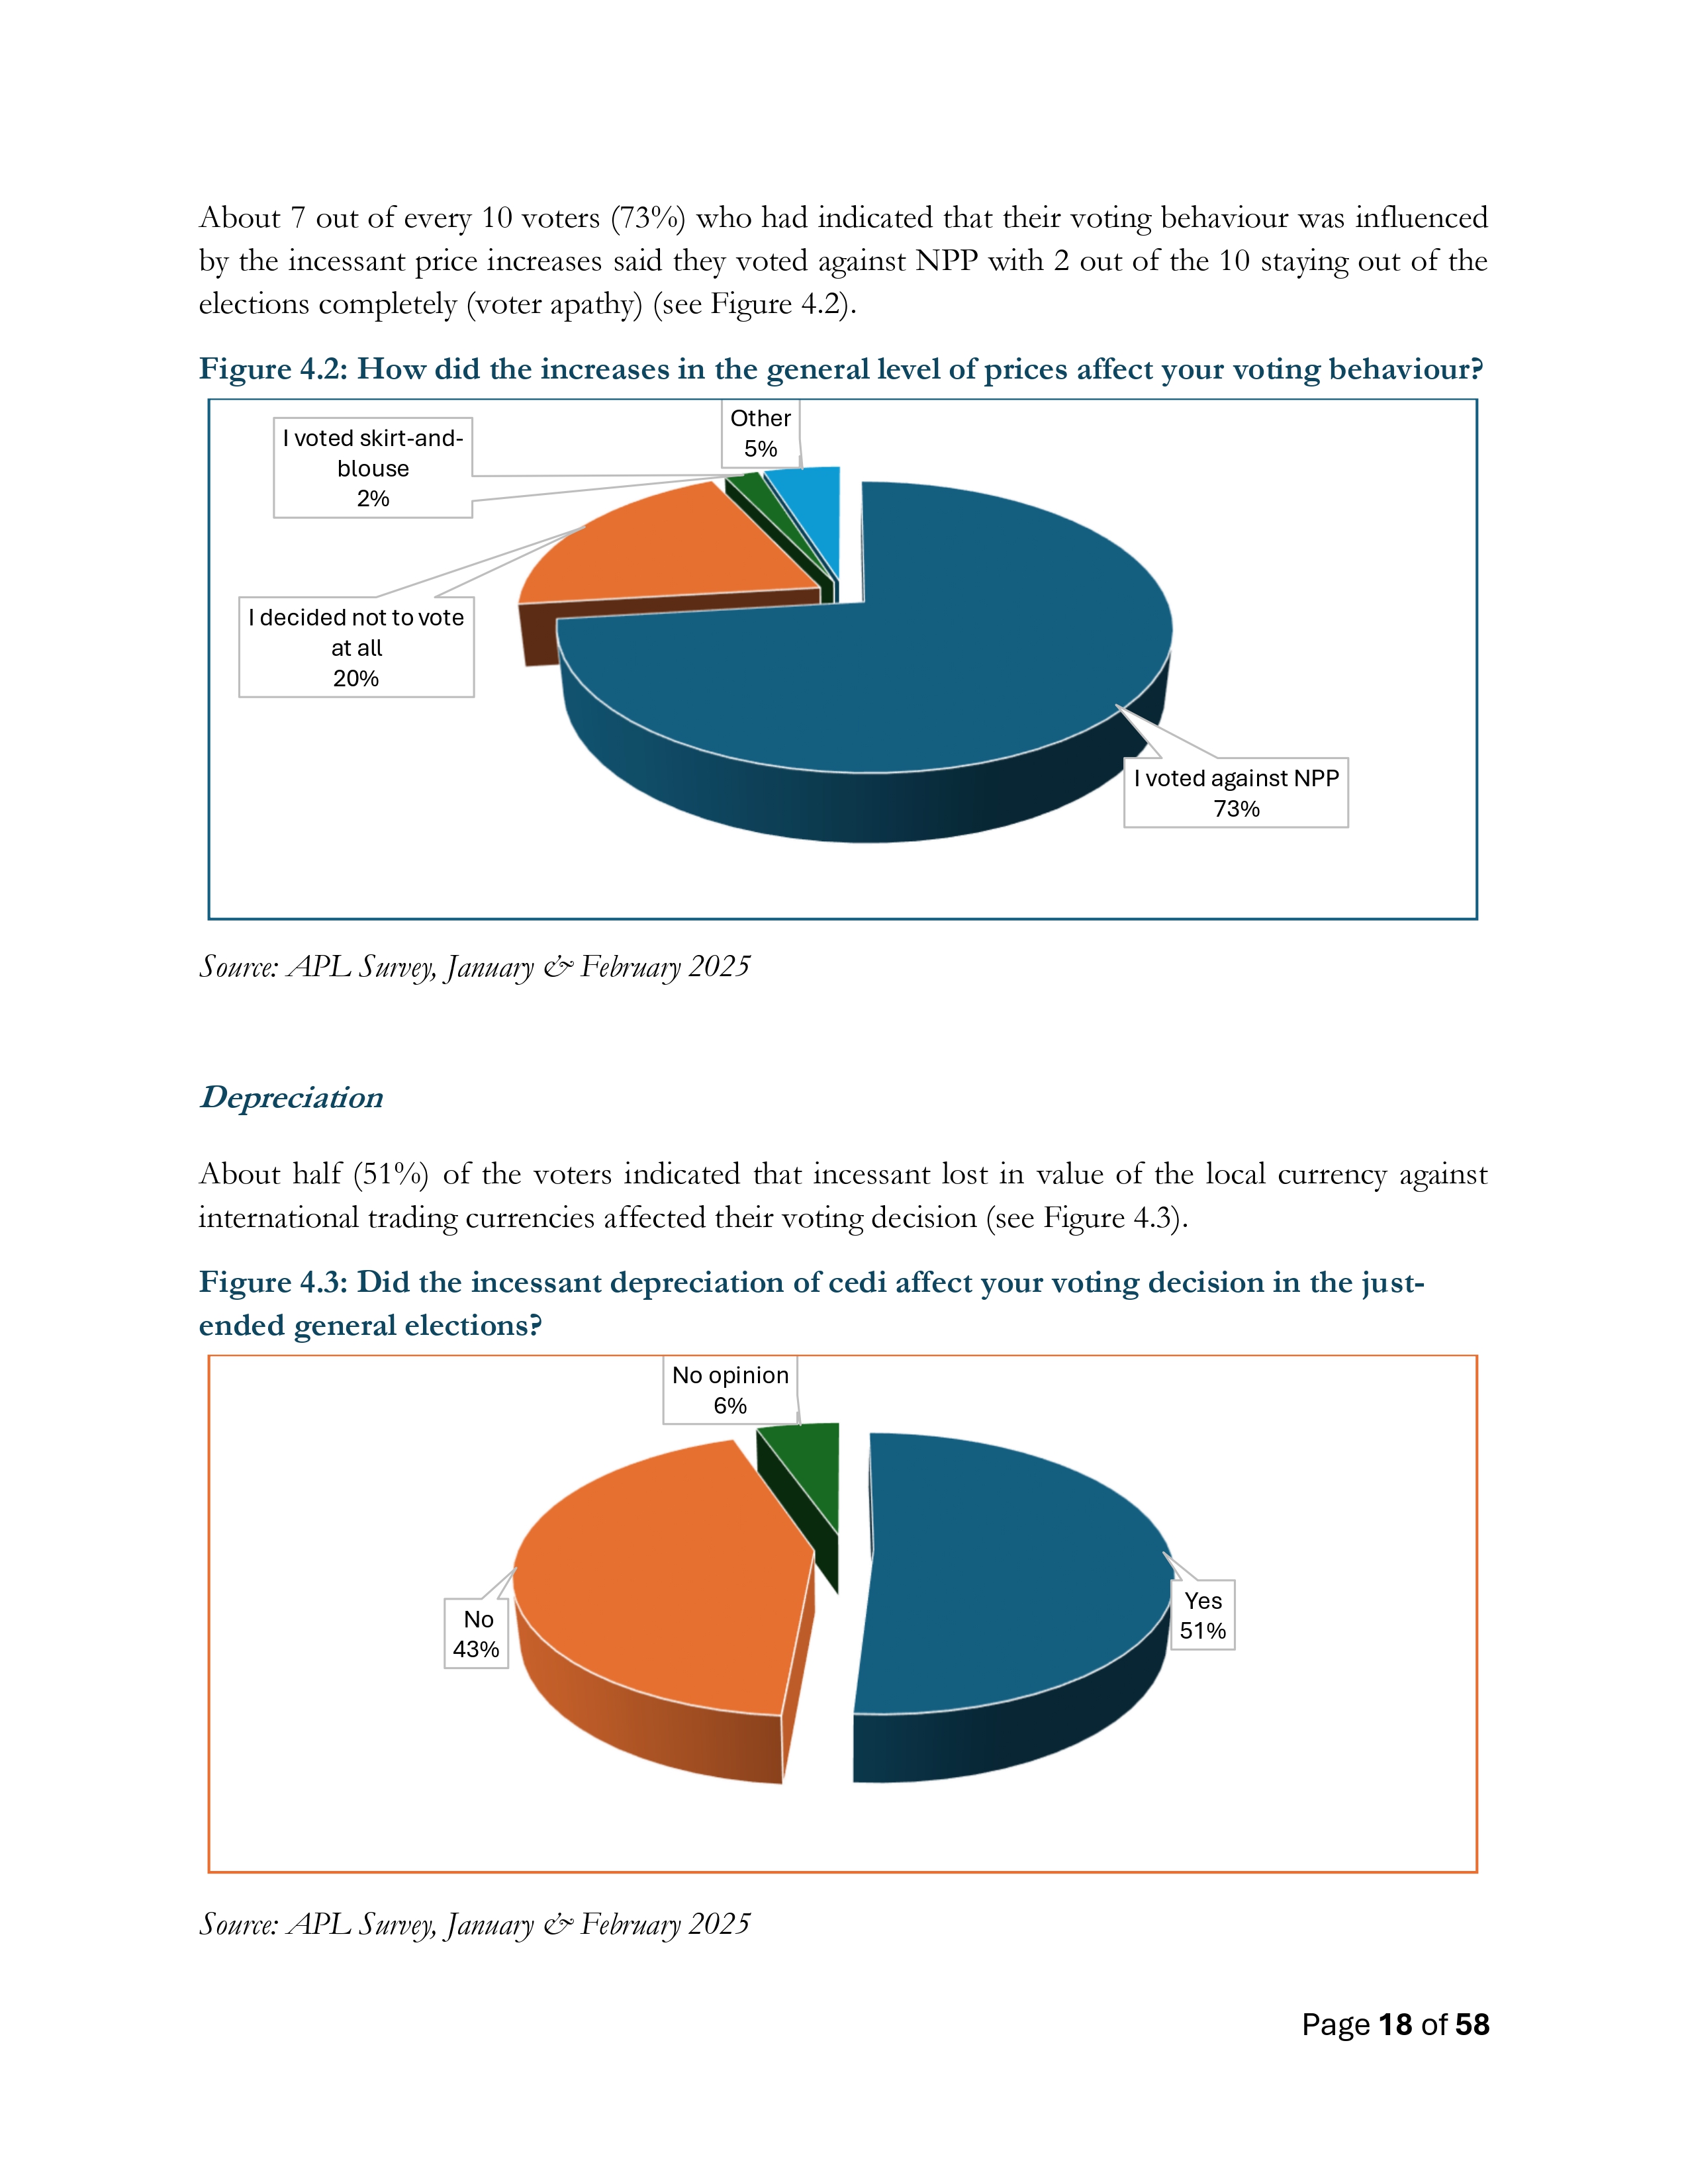 About 7 out of every 10 voters (73%) who had indicated that their voting behaviour was influenced
by the incessant price increases said they voted against NPP with 2 out of the 10 staying out of the
elections completely (voter apathy) (see Figure 4.2).
Figure 4.2: How did the increases in the general level of prices affect your voting behaviour?
Other
5%
I voted skirt-and-
blouse
2%
I decided not to vote
at all
20%
I voted against NPP
73%
Source: APL Survey, January & February 2025
Depreciation
About half (51%) of the voters indicated that incessant lost in value of the local currency against
international trading currencies affected their voting decision (see Figure 4.3).
Figure 4.3: Did the incessant depreciation of cedi affect your voting decision in the just-
ended general elections?
No opinion
6%
No
43%
Yes
51%
Source: APL Survey, January & February 2025
Page 18 of 58